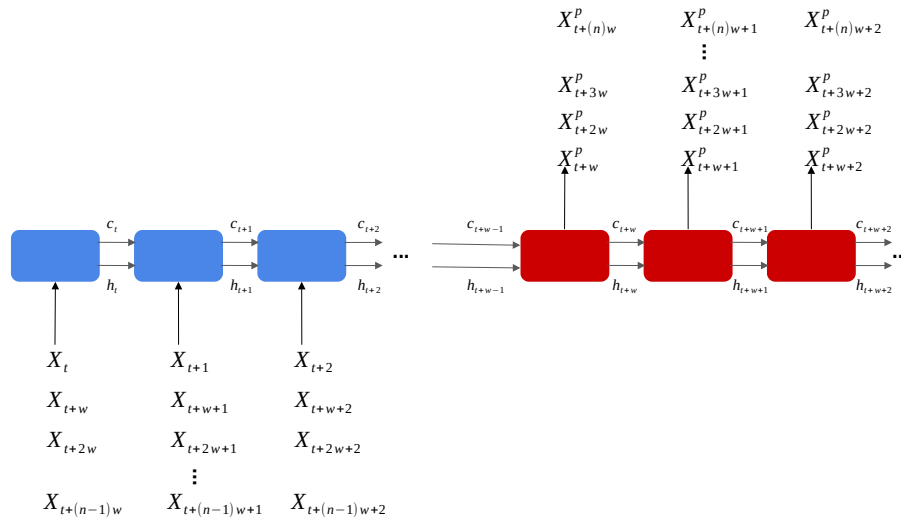 X^p_{t+(n)w} X^p_{t+(n)w+1} X^p_{t+(n)w+2}
⋮
X^p_{t+3w} X^p_{t+3w+1} X^p_{t+3w+2}
X^p_{t+2w} X^p_{t+2w+1} X^p_{t+2w+2}
X^p_{t+w} X^p_{t+w+1} X^p_{t+w+2}
c_t c_{t+1} c_{t+2} c_{t+w−1} c_{t+w} c_{t+w+1} c_{t+w+2}
... ...
h_t h_{t+1} h_{t+2} h_{t+w−1} h_{t+w} h_{t+w+1} h_{t+w+2}
X_t X_{t+1} X_{t+2}
X_{t+w} X_{t+w+1} X_{t+w+2}
X_{t+2w} X_{t+2w+1} X_{t+2w+2}
⋮
X_{t+(n−1)w} X_{t+(n−1)w+1} X_{t+(n−1)w+2}